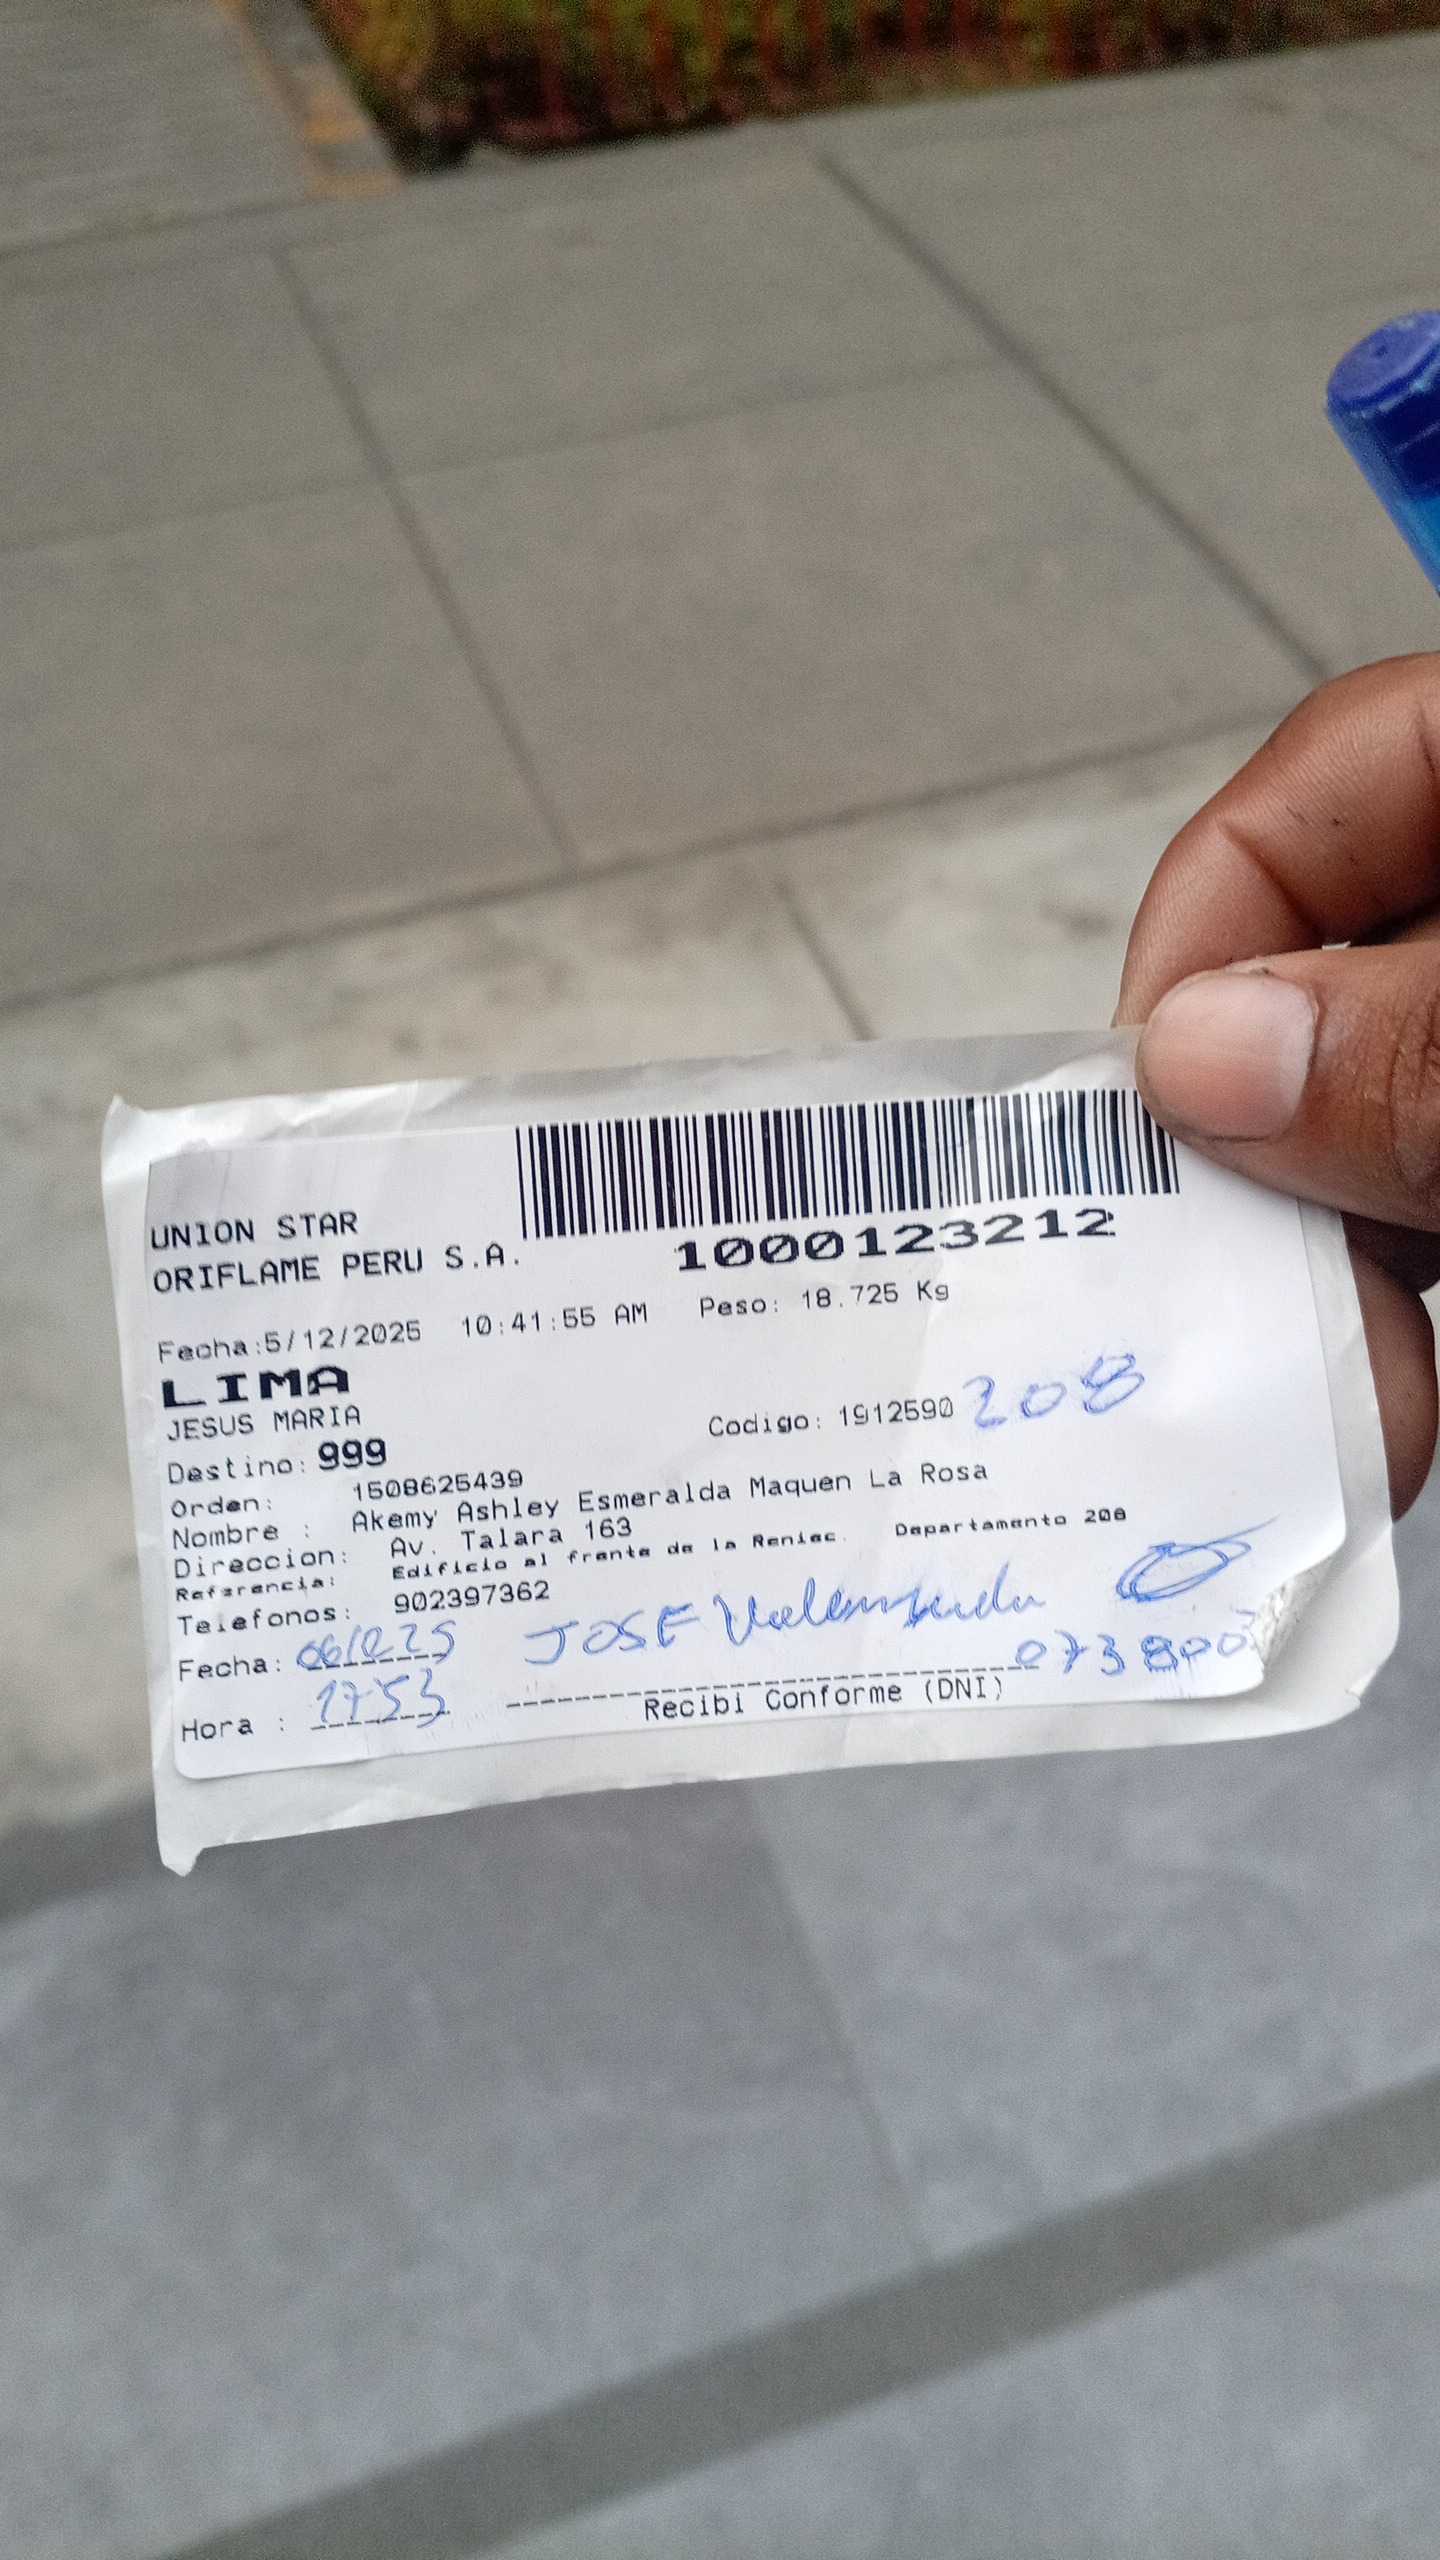 UNION STAR
ORIFLAME PERU S.A.
1000123212
Fecha:5/12/2025 10:41:55 AM Peso: 18.725 Kg
LIMA
JESUS MARIA
Codigo: 1912590 208
Destino: 999
Orden: 1508625439
Nombre : Akemy Ashley Esmeralda Maquen La Rosa
Direccion: Av. Talara 163
Referencia: Edificio al frente de la Reniec. Departamento 208
Telefonos: 902397362
Fecha: 06/12/25 JOSE
Hora : 1753
Recibi Conforme (DNI)